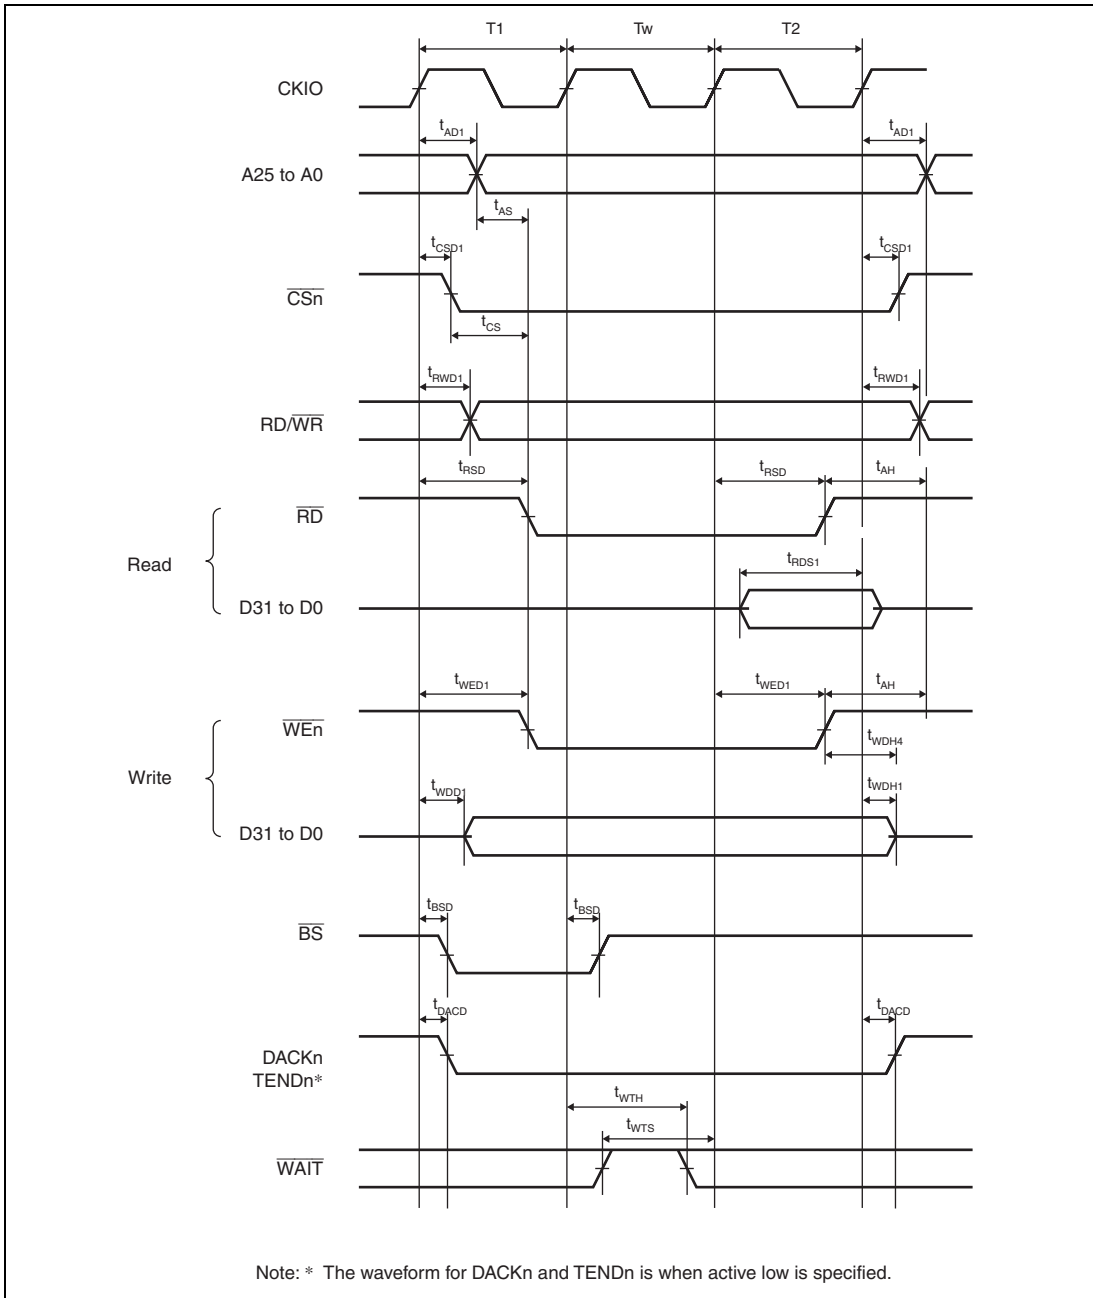 T1 Tw T2
CKIO
tAD1 tAD1
A25 to A0
tAS
tCSD1 tCSD1
CSn
tCS
tRWD1 tRWD1
RD/WR
tRSD tRSD tAH
RD
Read
tRDS1
D31 to D0
tWED1 tWED1 tAH
WEn
tWDH4
Write
tWDD1 tWDH1
D31 to D0
tBSD tBSD
BS
tDACD tDACD
DACKn
TENDn*
tWTH
tWTS
WAIT
Note: * The waveform for DACKn and TENDn is when active low is specified.